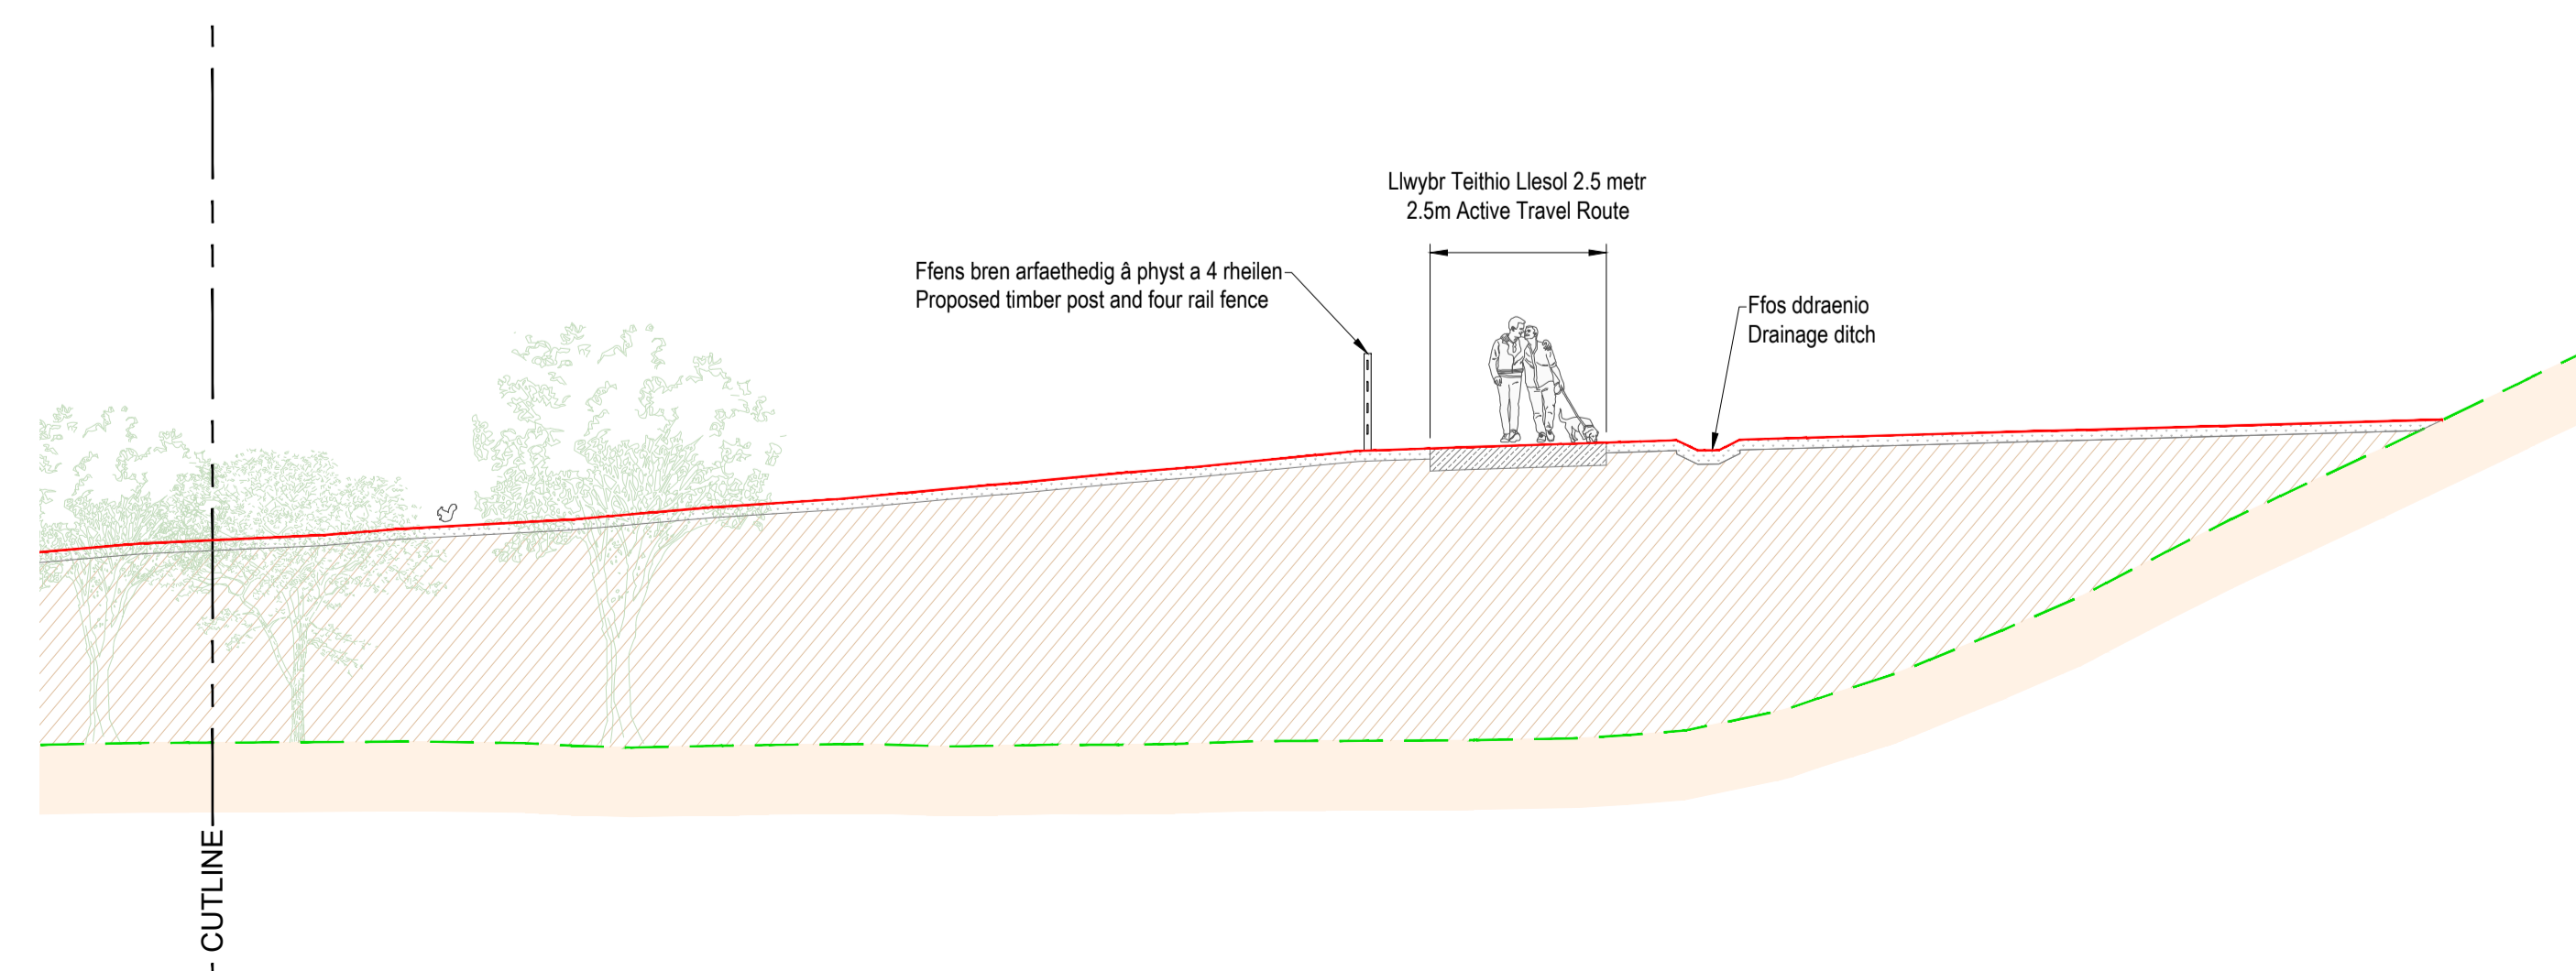 Llwybr Teithio Llesol 2.5 metr
2.5m Active Travel Route
Ffens bren arfaethedig â physt a 4 rheilen
Proposed timber post and four rail fence
Ffos ddraenio
Drainage ditch
CUTLINE